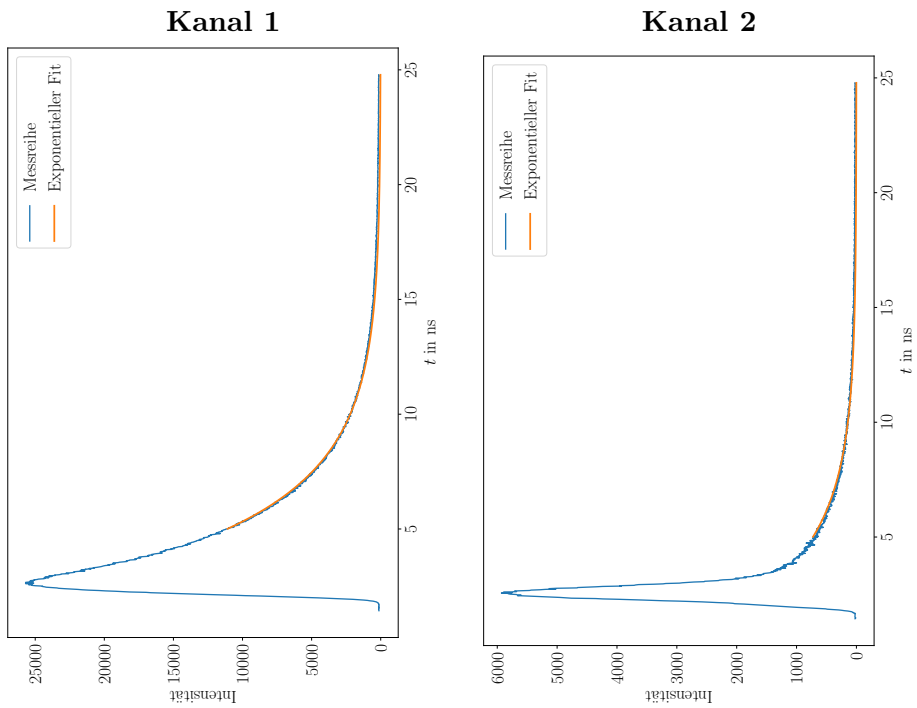 Kanal 1
25000
20000
15000
10000
5000
0
Intensität
5
10
15
20
25
t in ns
Messreihe
Exponentieller Fit
Kanal 2
6000
5000
4000
3000
2000
1000
0
Intensität
5
10
15
20
25
t in ns
Messreihe
Exponentieller Fit